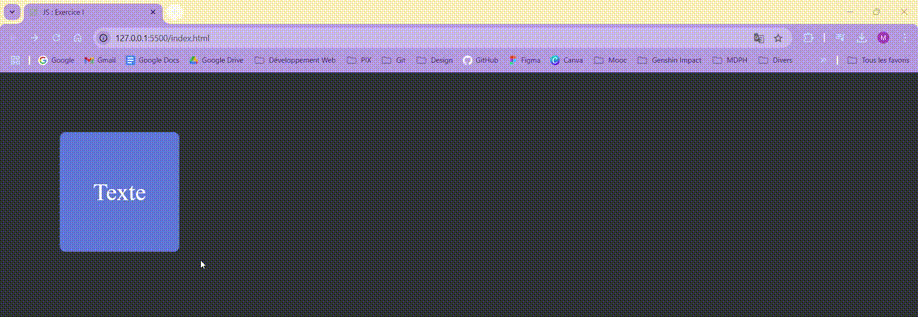 JS : Exercice I
127.0.0.1:5500/index.html
M
Google Gmail Google Docs Google Drive Développement Web PIX Git Design GitHub Figma Canva Mooc Genshin Impact MDPH Divers » Tous les favoris
Texte